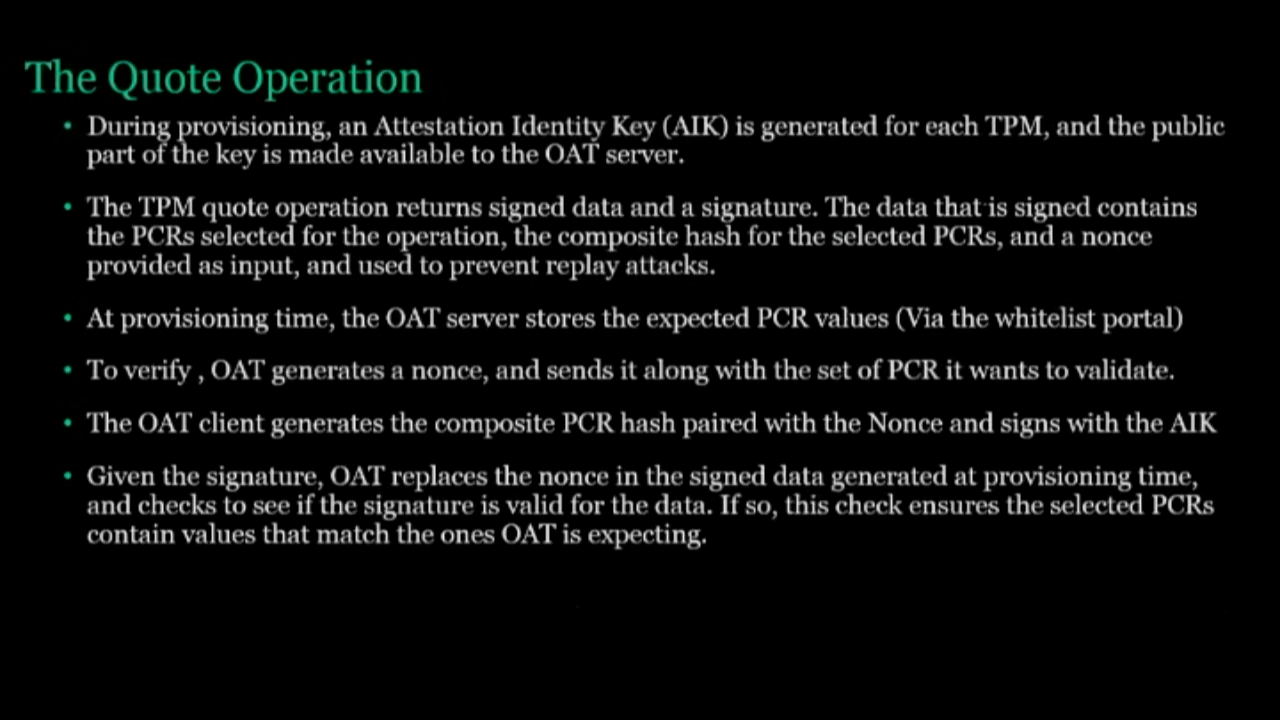 The Quote Operation
• During provisioning, an Attestation Identity Key (AIK) is generated for each TPM, and the public
part of the key is made available to the OAT server.
• The TPM quote operation returns signed data and a signature. The data that is signed contains
the PCRs selected for the operation, the composite hash for the selected PCRs, and a nonce
provided as input, and used to prevent replay attacks.
• At provisioning time, the OAT server stores the expected PCR values (Via the whitelist portal)
• To verify , OAT generates a nonce, and sends it along with the set of PCR it wants to validate.
• The OAT client generates the composite PCR hash paired with the Nonce and signs with the AIK
• Given the signature, OAT replaces the nonce in the signed data generated at provisioning time,
and checks to see if the signature is valid for the data. If so, this check ensures the selected PCRs
contain values that match the ones OAT is expecting.